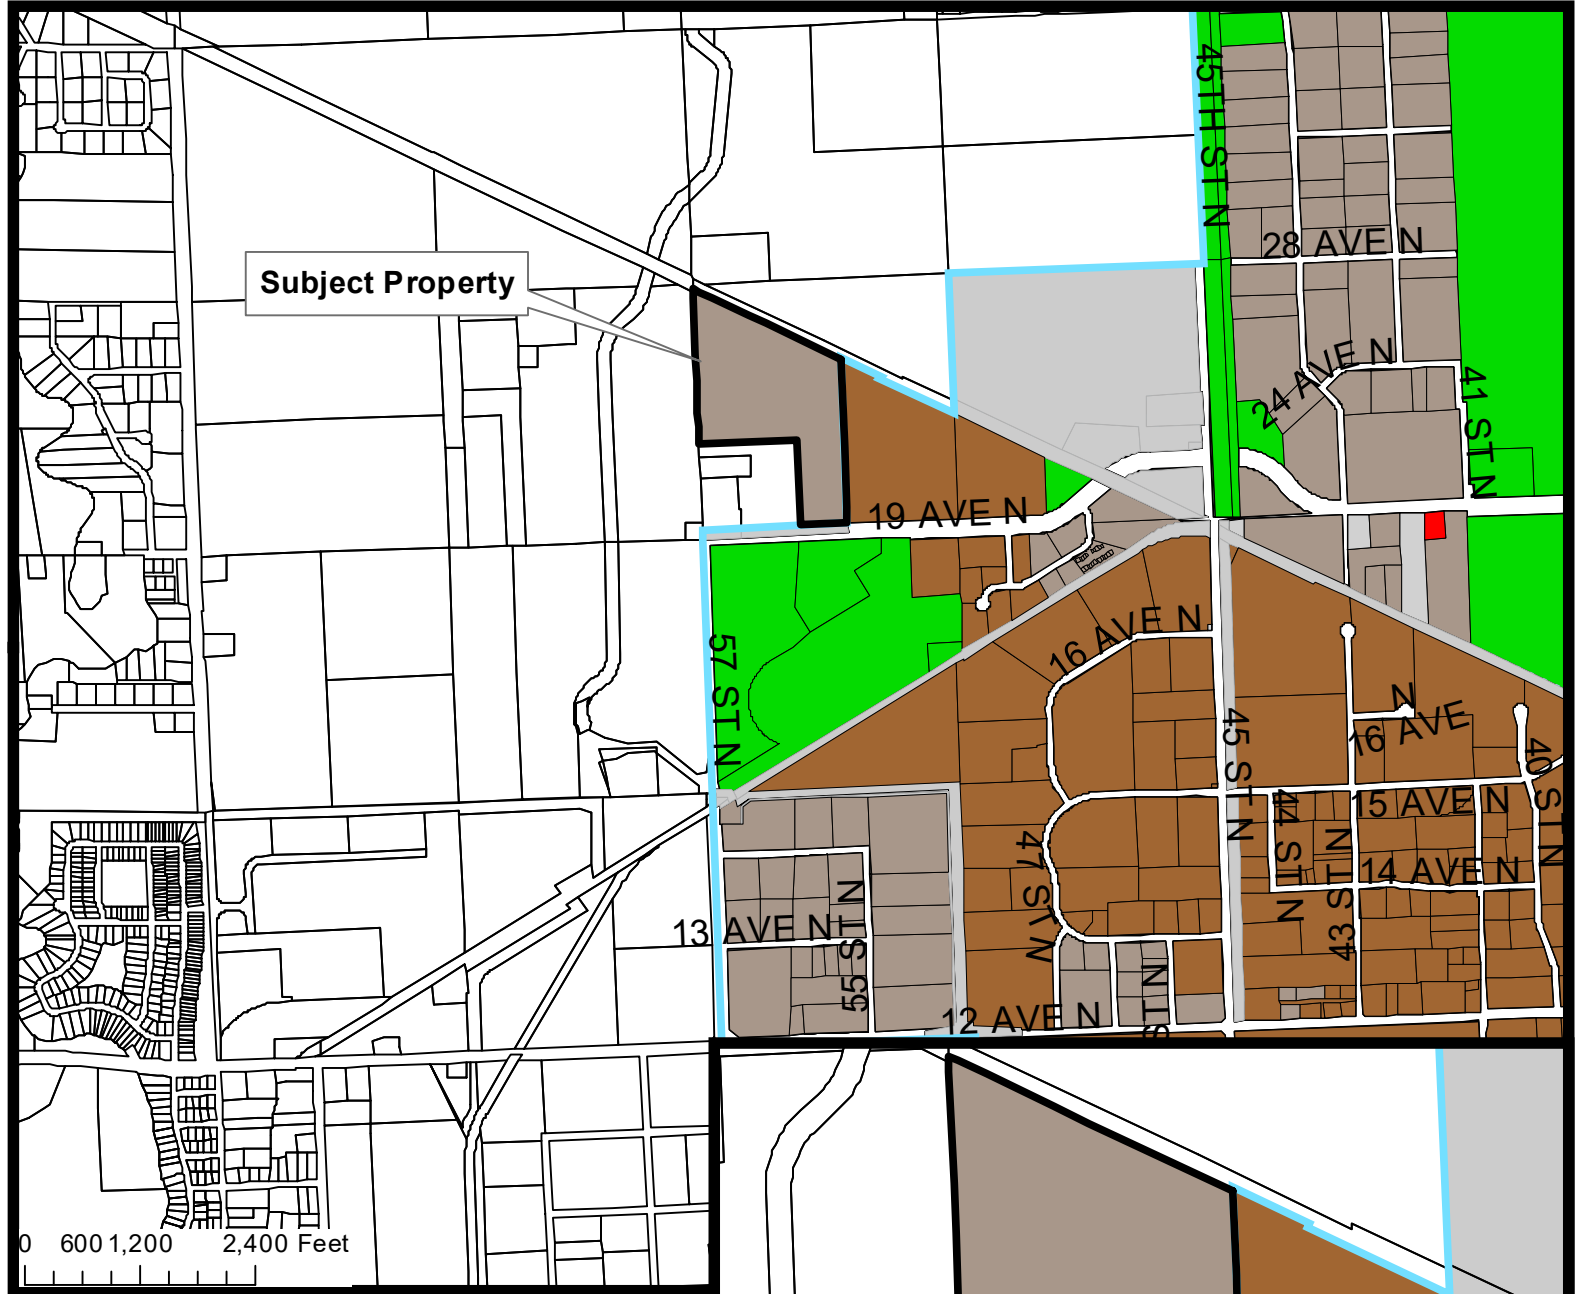 45TH ST N
28 AVE N
Subject Property
24 AVE N
41 ST N
19 AVE N
16 AVE N
57 ST N
N
16 AVE
45 ST N
40 ST N
15 AVE N
44 ST N
43 ST N
47 ST N
14 AVE N
13 AVE N
55 ST N
12 AVE N
ST N
0 600 1,200 2,400 Feet